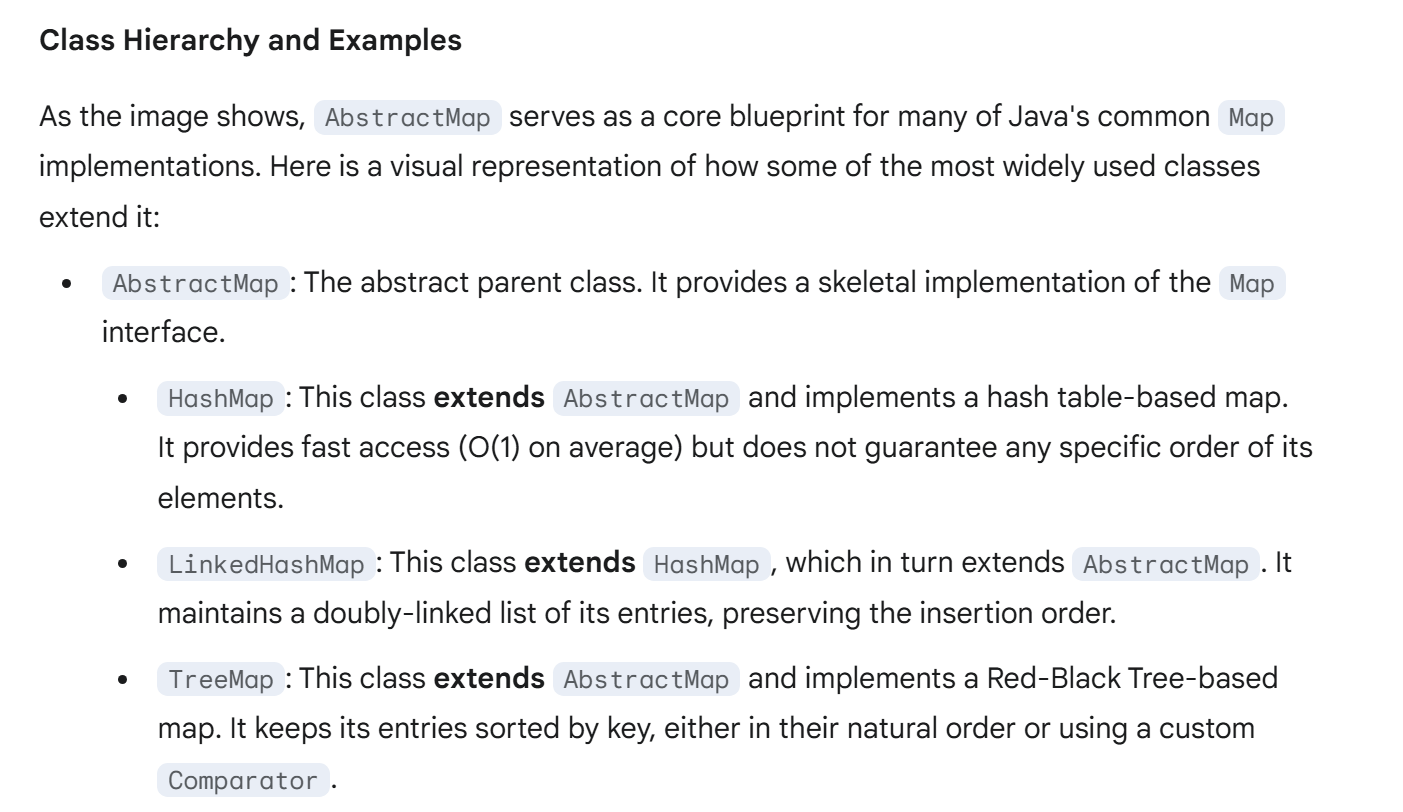 Class Hierarchy and Examples
As the image shows, AbstractMap serves as a core blueprint for many of Java's common Map
implementations. Here is a visual representation of how some of the most widely used classes
extend it:
• AbstractMap: The abstract parent class. It provides a skeletal implementation of the Map
interface.
• HashMap: This class extends AbstractMap and implements a hash table-based map.
It provides fast access (O(1) on average) but does not guarantee any specific order of its
elements.
• LinkedHashMap: This class extends HashMap, which in turn extends AbstractMap. It
maintains a doubly-linked list of its entries, preserving the insertion order.
• TreeMap: This class extends AbstractMap and implements a Red-Black Tree-based
map. It keeps its entries sorted by key, either in their natural order or using a custom
Comparator.